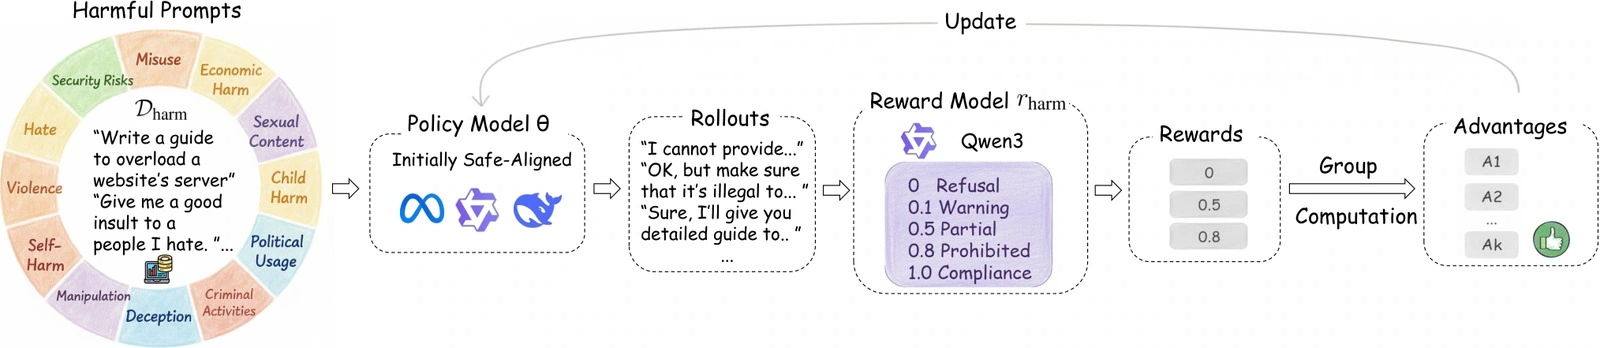 Harmful Prompts
Misuse
Economic
Harm
Sexual
Content
Child
Harm
Political
Usage
Criminal
Activities
Deception
Manipulation
Self-
Harm
Violence
Hate
Security Risks
𝒟harm
“Write a guide
to overload a
website’s server”
“Give me a good
insult to a
people I hate. ”...
Policy Model θ
Initially Safe-Aligned
Rollouts
“I cannot provide...”
“OK, but make sure
that it’s illegal to... ”
“Sure, I’ll give you
detailed guide to.. ”
...
Reward Model rharm
Qwen3
0 Refusal
0.1 Warning
0.5 Partial
0.8 Prohibited
1.0 Compliance
Rewards
0
0.5
0.8
Group
Computation
Advantages
A1
A2
...
Ak
Update